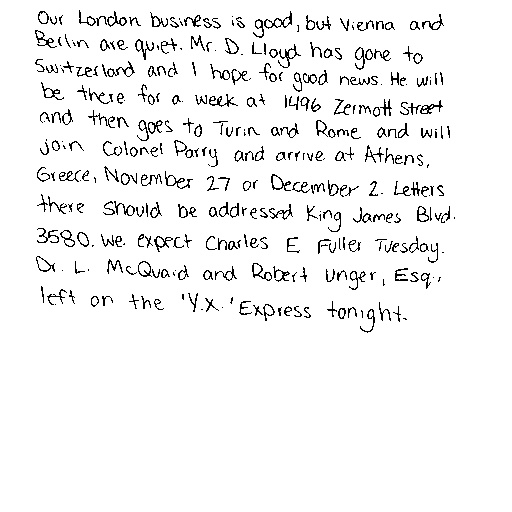 Our London business is good, but Vienna and
Berlin are quiet. Mr. D. Lloyd has gone to
Switzerland and I hope for good news. He will
be there for a week at 1496 Zermott Street
and then goes to Turin and Rome and will
join Colonel Parry and arrive at Athens,
Greece, November 27 or December 2. Letters
there should be addressed King James Blvd.
3580. We expect Charles E. Fuller Tuesday.
Dr. L. McQuaid and Robert Unger, Esq.,
left on the 'Y.X.' Express tonight.